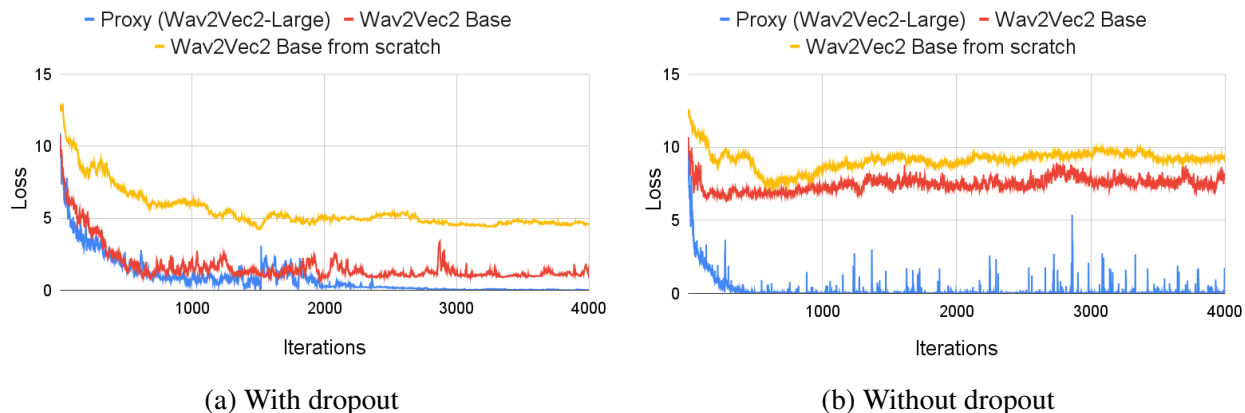 Proxy (Wav2Vec2-Large) Wav2Vec2 Base
Wav2Vec2 Base from scratch
15
10
5
0
Loss
1000 2000 3000 4000
Iterations
(a) With dropout
Proxy (Wav2Vec2-Large) Wav2Vec2 Base
Wav2Vec2 Base from scratch
15
10
5
0
Loss
1000 2000 3000 4000
Iterations
(b) Without dropout